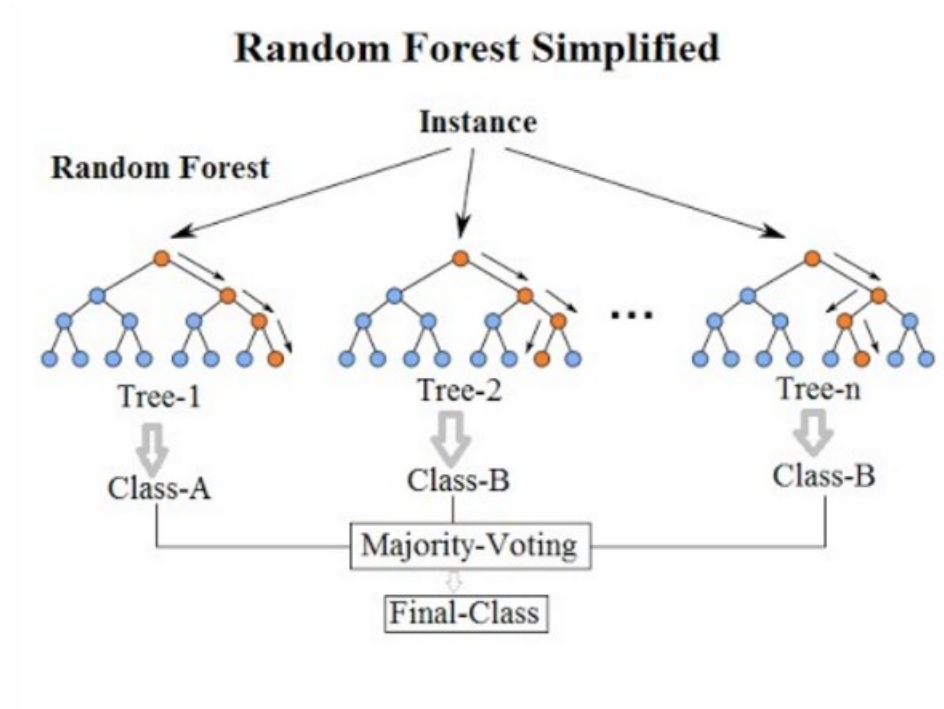 Random Forest Simplified
Instance
Random Forest
...
Tree-1
Tree-2
Tree-n
Class-A
Class-B
Class-B
Majority-Voting
Final-Class